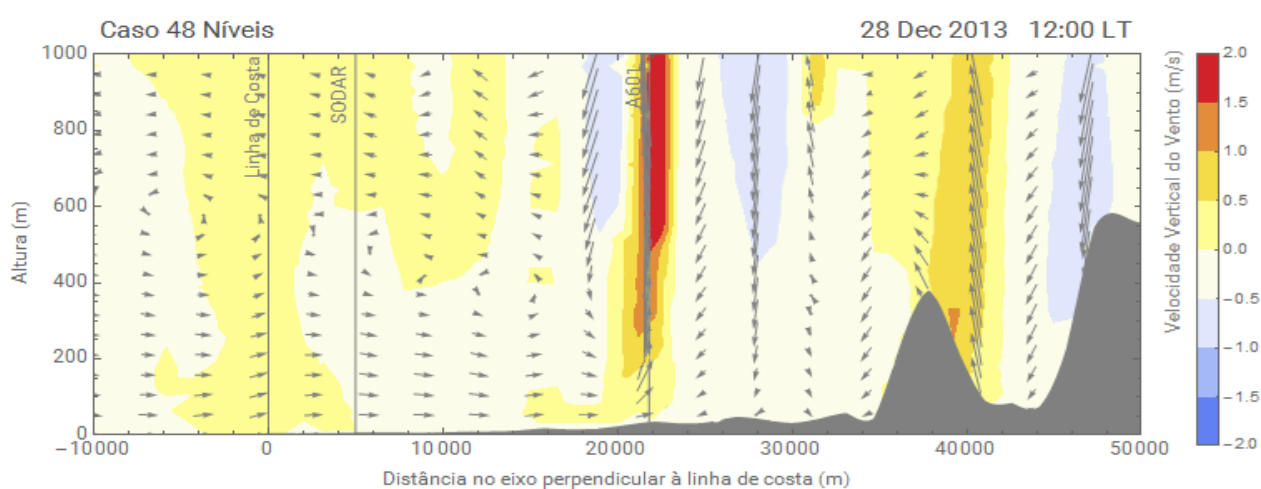 Caso 48 Níveis
28 Dec 2013 12:00 LT
1000
800
600
400
200
0
Altura (m)
Linha de Costa
SODAR
A601
−10000
0
10000
20000
30000
40000
50000
Distância no eixo perpendicular à linha de costa (m)
2.0
1.5
1.0
0.5
0.0
−0.5
−1.0
−1.5
−2.0
Velocidade Vertical do Vento (m/s)